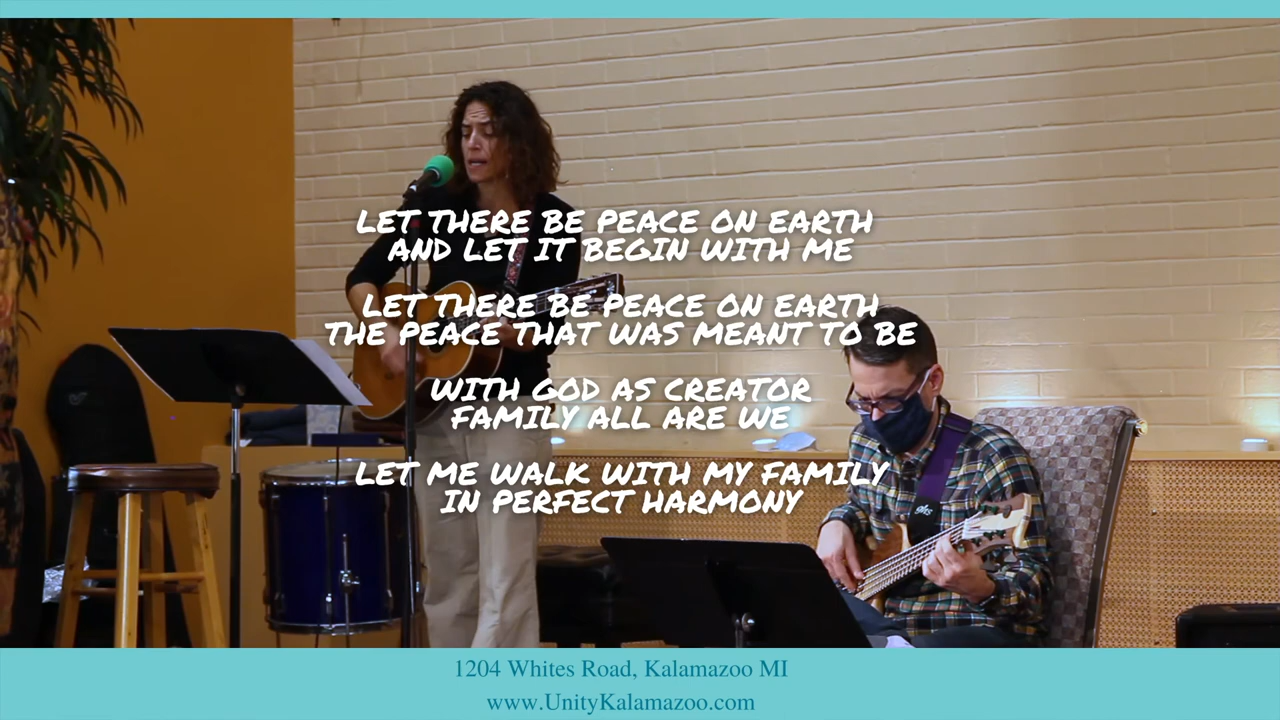 LET THERE BE PEACE ON EARTH
AND LET IT BEGIN WITH ME
LET THERE BE PEACE ON EARTH
THE PEACE THAT WAS MEANT TO BE
WITH GOD AS CREATOR
FAMILY ALL ARE WE
LET ME WALK WITH MY FAMILY
IN PERFECT HARMONY
ghs
1204 Whites Road, Kalamazoo MI
www.UnityKalamazoo.com